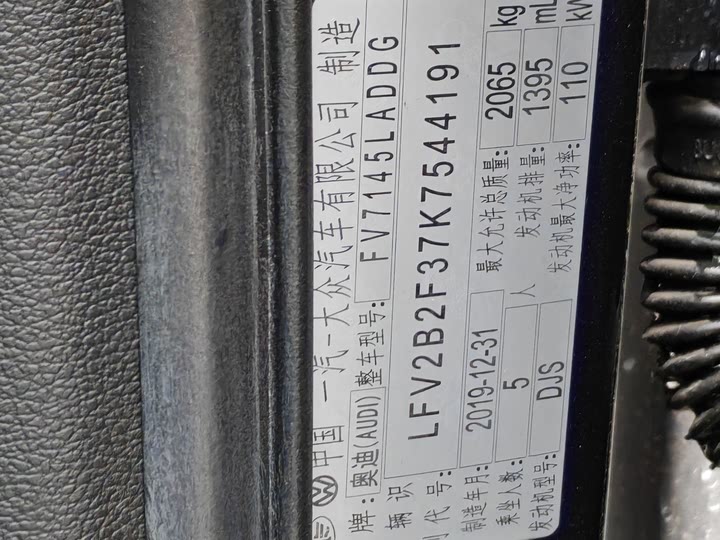 中国 一汽-大众汽车有限公司 制造
牌:奥迪(AUDI) 整车型号: FV7145LADDG
辆 识
别 代 号: LFV2B2F37K7544191
制造年月: 2019-12-31 最大允许总质量: 2065 kg
乘坐人数: 5 人 发动机排量: 1395 mL
发动机型号: DJS 发动机最大净功率: 110 kW